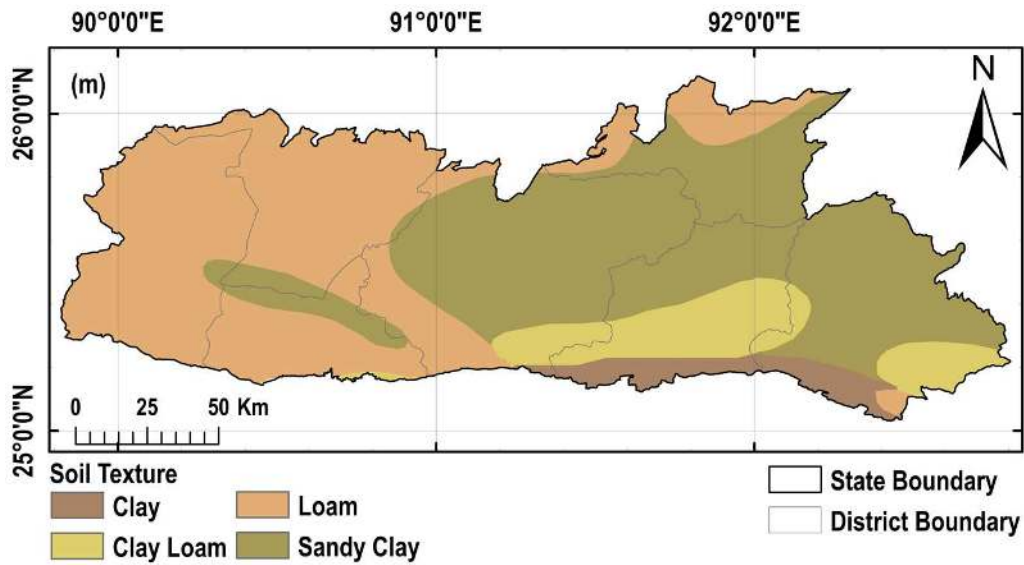 90°0'0"E 91°0'0"E 92°0'0"E
(m)
N
26°0'0"N
25°0'0"N
0 25 50 Km
Soil Texture
Clay
Loam
Clay Loam
Sandy Clay
State Boundary
District Boundary